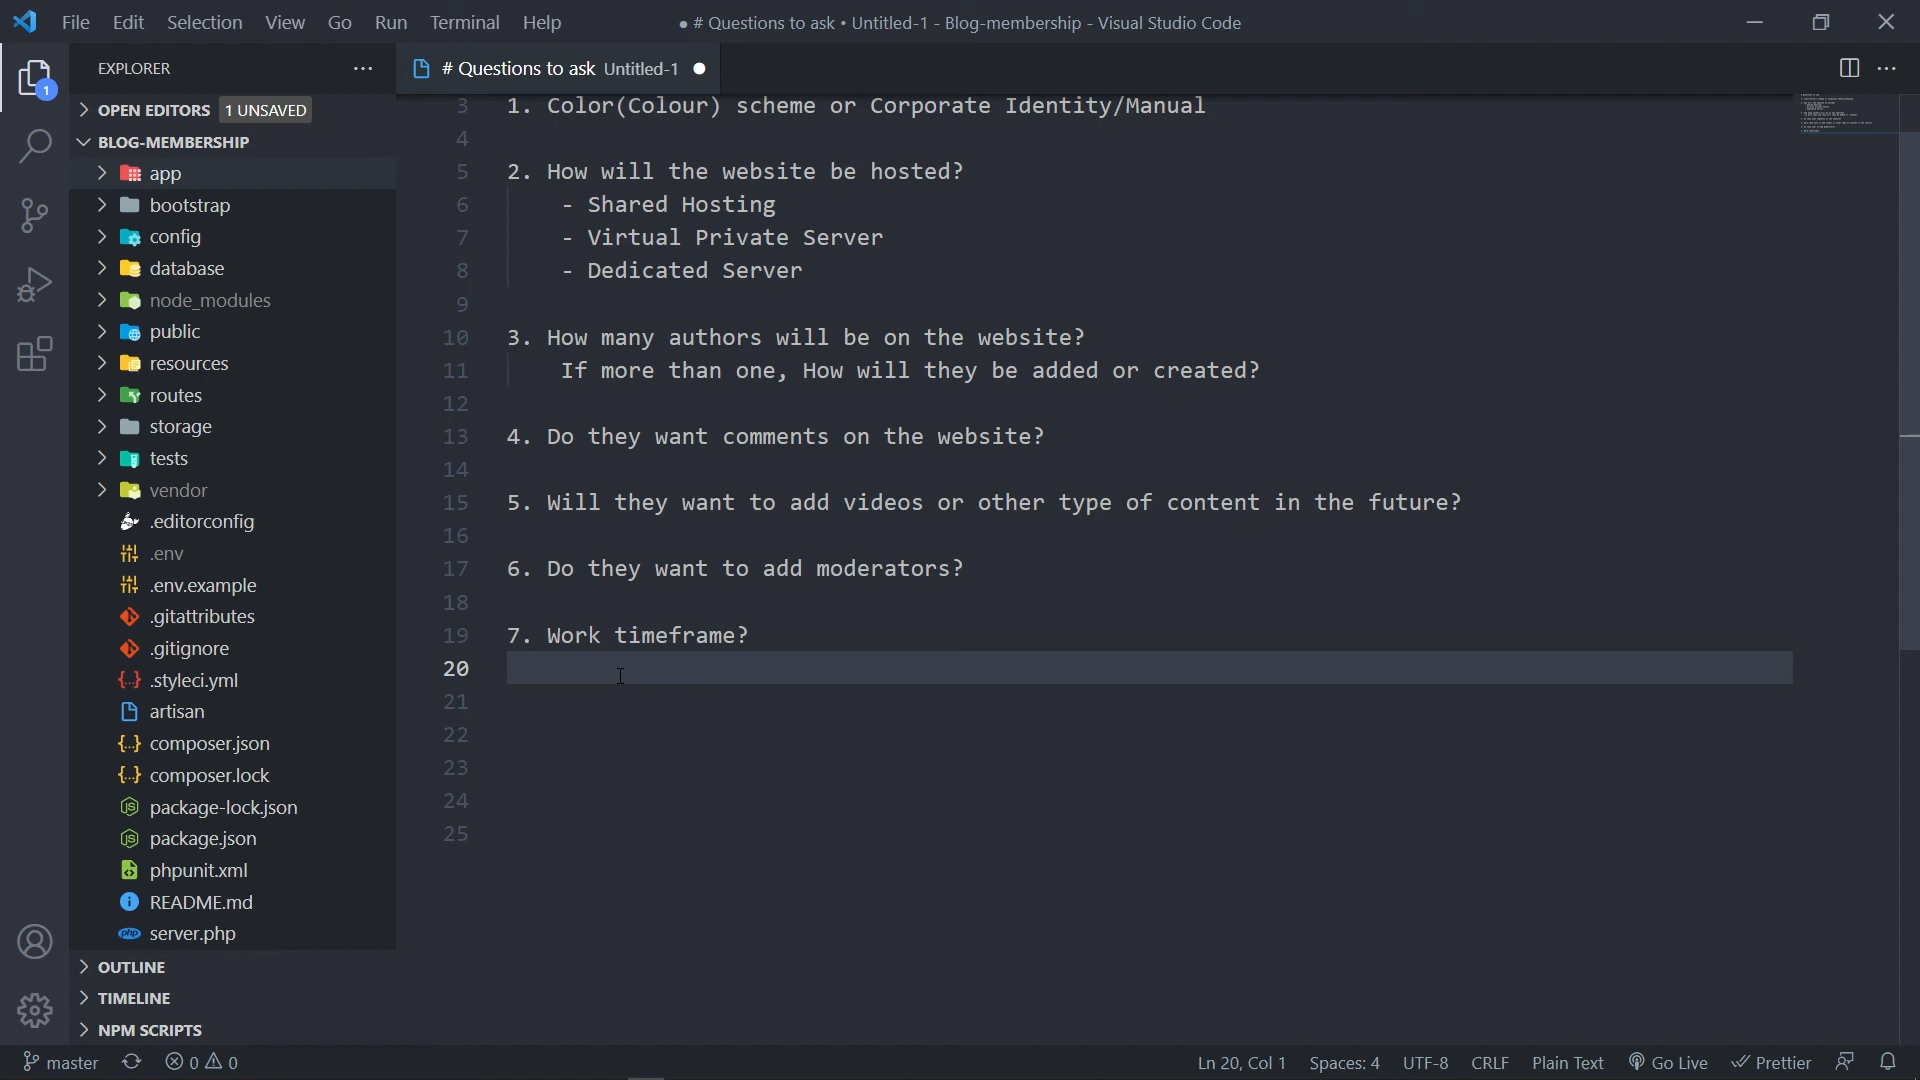 File Edit Selection View Go Run Terminal Help
● # Questions to ask • Untitled-1 - Blog-membership - Visual Studio Code
EXPLORER
# Questions to ask Untitled-1
OPEN EDITORS 1 UNSAVED
BLOG-MEMBERSHIP
1
app
bootstrap
config
database
node_modules
public
resources
routes
storage
tests
vendor
.editorconfig
.env
.env.example
.gitattributes
.gitignore
.styleci.yml
artisan
composer.json
composer.lock
package-lock.json
package.json
phpunit.xml
README.md
php server.php
OUTLINE
TIMELINE
NPM SCRIPTS
3 1. Color(Colour) scheme or Corporate Identity/Manual
4
5 2. How will the website be hosted?
6 - Shared Hosting
7 - Virtual Private Server
8 - Dedicated Server
9
10 3. How many authors will be on the website?
11 If more than one, How will they be added or created?
12
13 4. Do they want comments on the website?
14
15 5. Will they want to add videos or other type of content in the future?
16
17 6. Do they want to add moderators?
18
19 7. Work timeframe?
20
21
22
23
24
25
master 0 0 Ln 20, Col 1 Spaces: 4 UTF-8 CRLF Plain Text Go Live Prettier